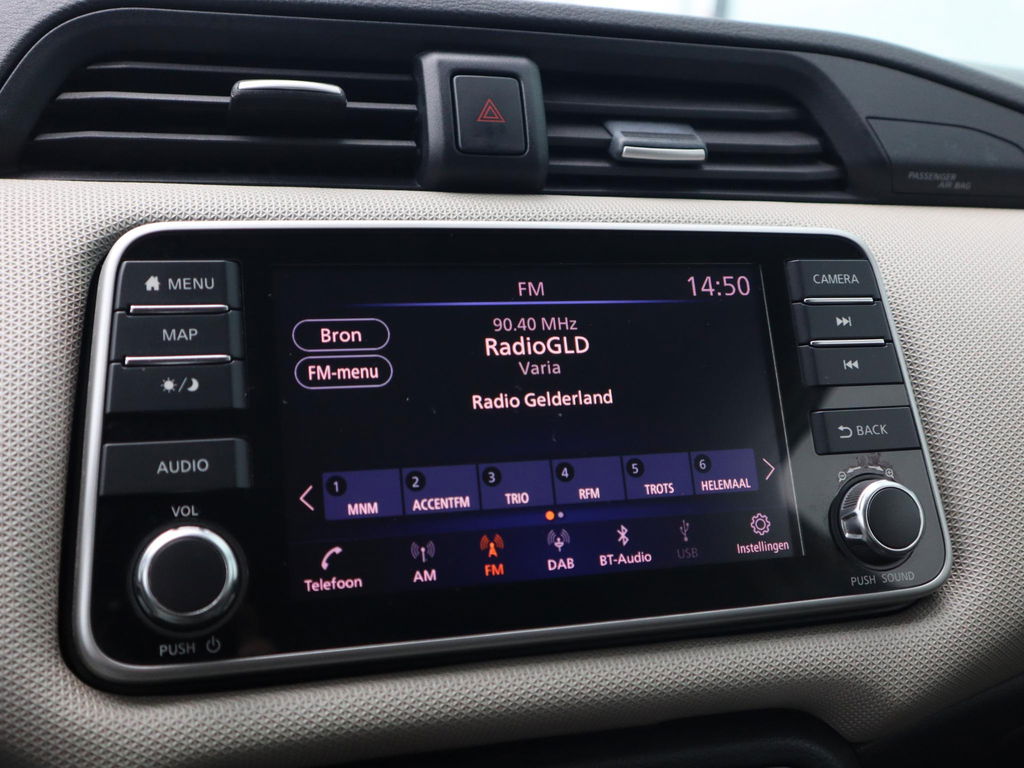 PASSENGER
AIR BAG
MENU
MAP
AUDIO
VOL
PUSH
FM
14:50
Bron
FM-menu
90.40 MHz
RadioGLD
Varia
Radio Gelderland
1 MNM
2 ACCENTFM
3 TRIO
4 RFM
5 TROTS
6 HELEMAAL
Telefoon
AM
FM
DAB
BT-Audio
USB
Instellingen
CAMERA
BACK
PUSH SOUND